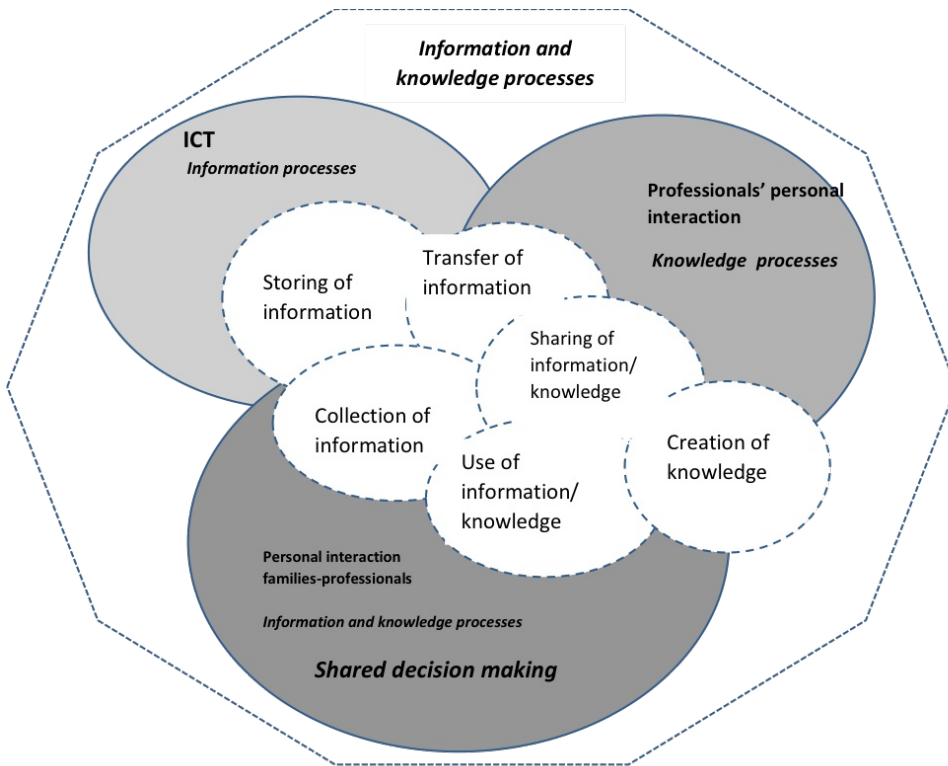 Information and
knowledge processes
ICT
Information processes
Professionals' personal
interaction
Knowledge processes
Storing of
information
Transfer of
information
Sharing of
information/
knowledge
Collection of
information
Use of
information/
knowledge
Creation of
knowledge
Personal interaction
families-professionals
Information and knowledge processes
Shared decision making